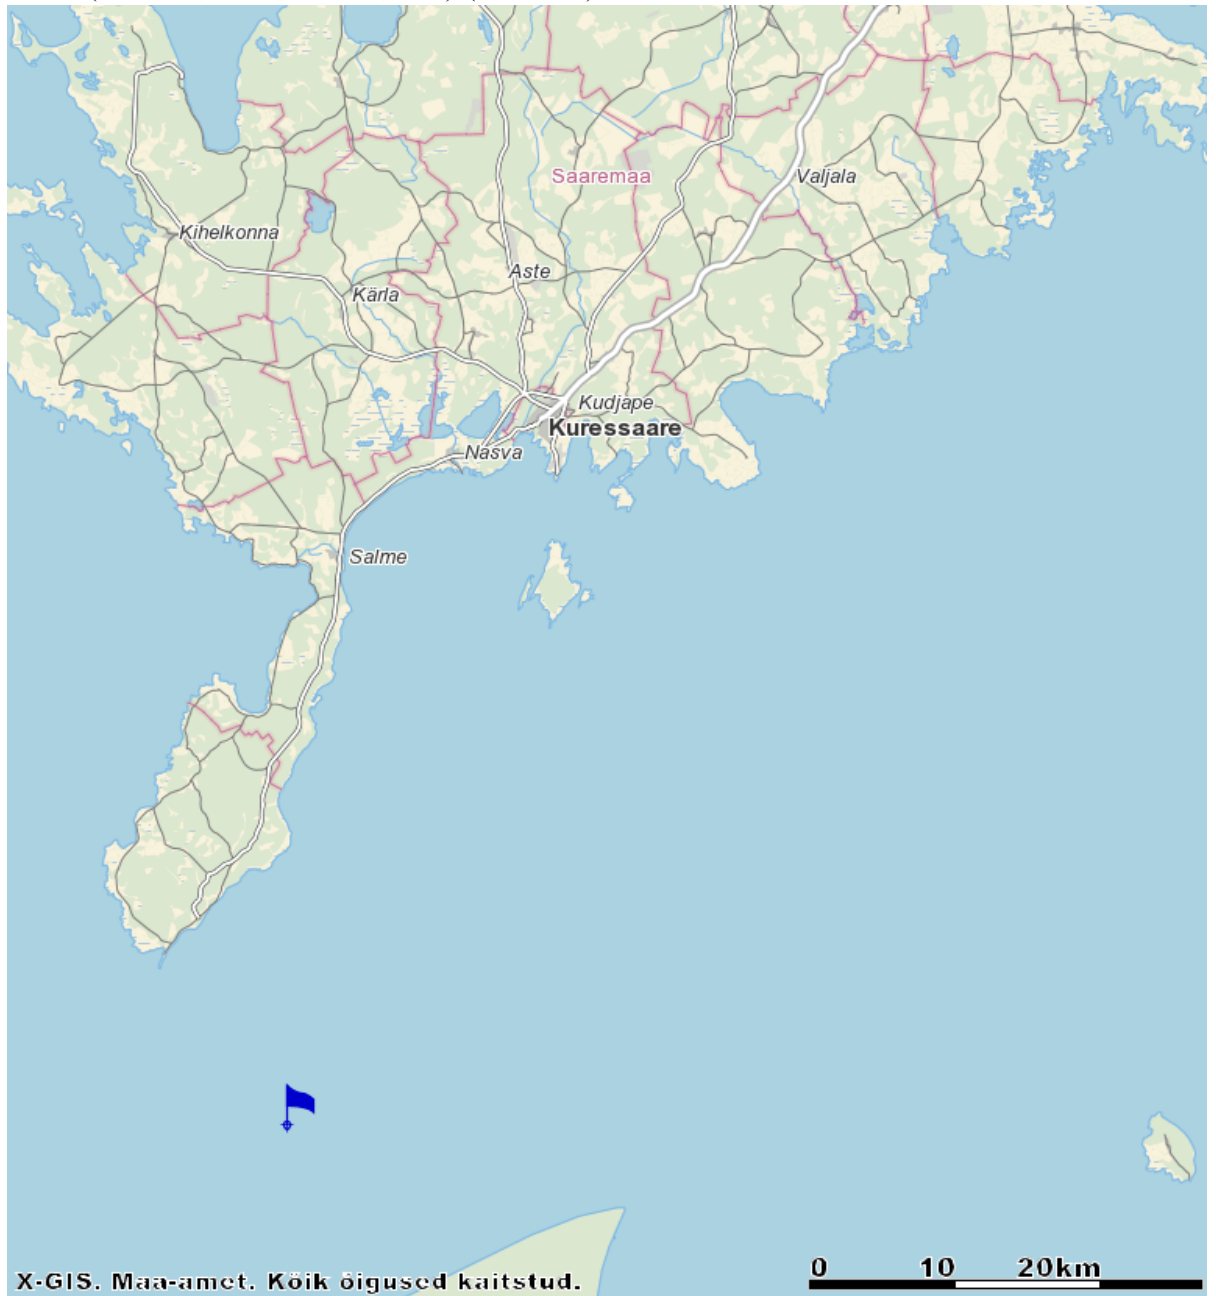 Saaremaa
Valjala
Kihelkonna
Aste
Kärla
Kudjape
Kuressaare
Nasva
Salme
0 10 20km
X-GIS. Maa-amet. Kõik õigused kaitstud.